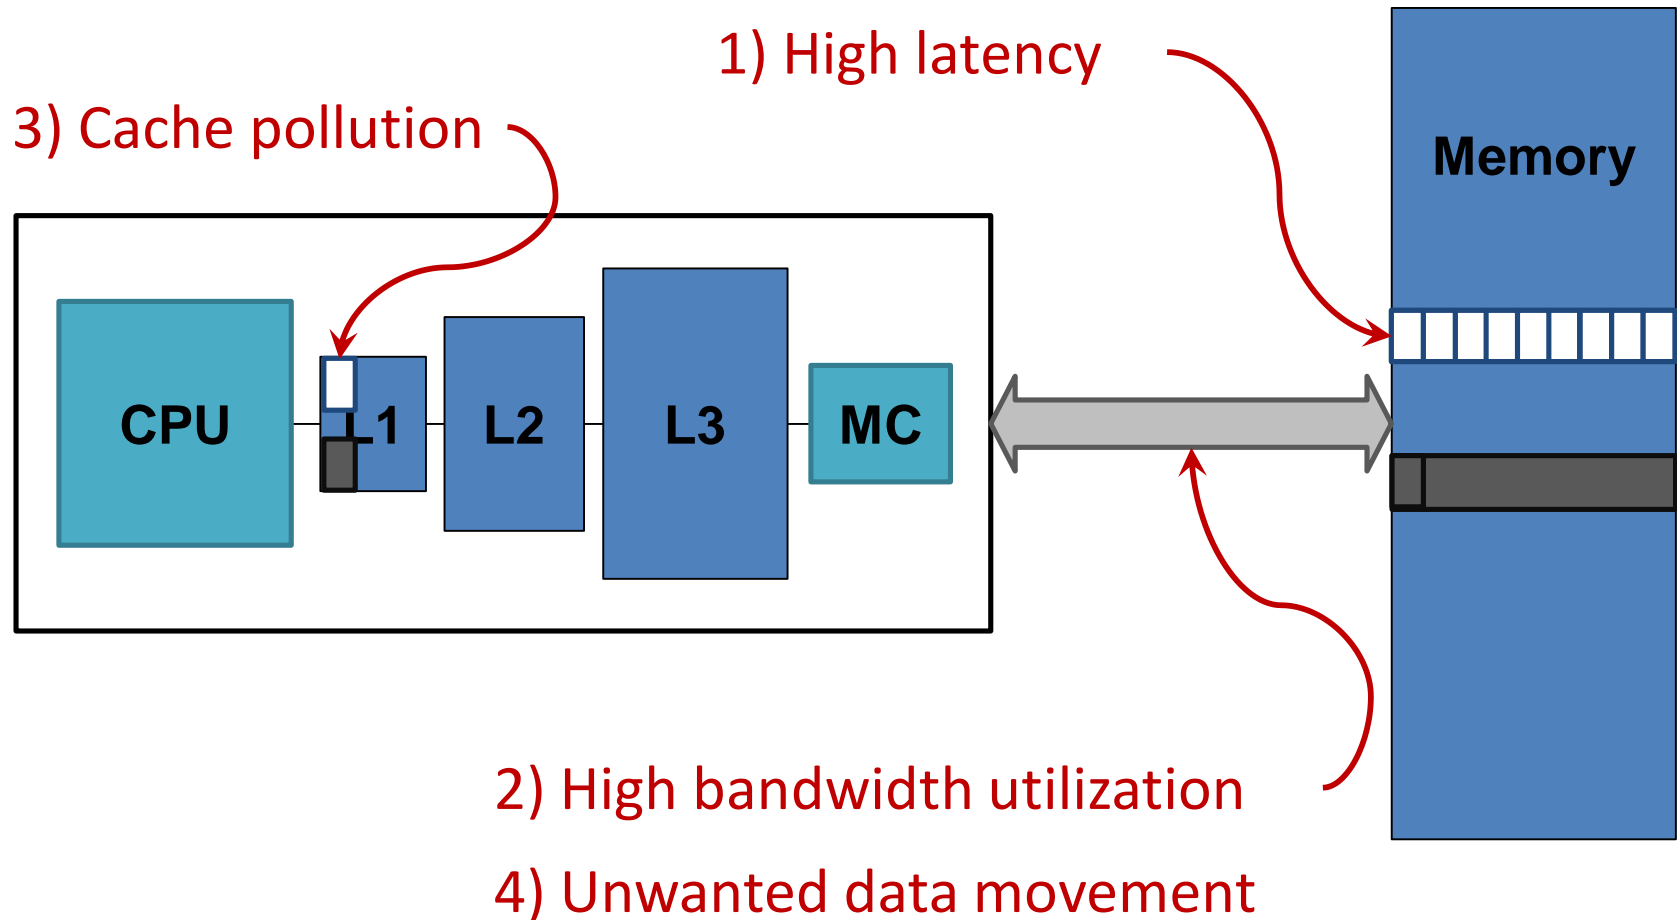 1) High latency
3) Cache pollution
Memory
CPU
L1
L2
L3
MC
2) High bandwidth utilization
4) Unwanted data movement